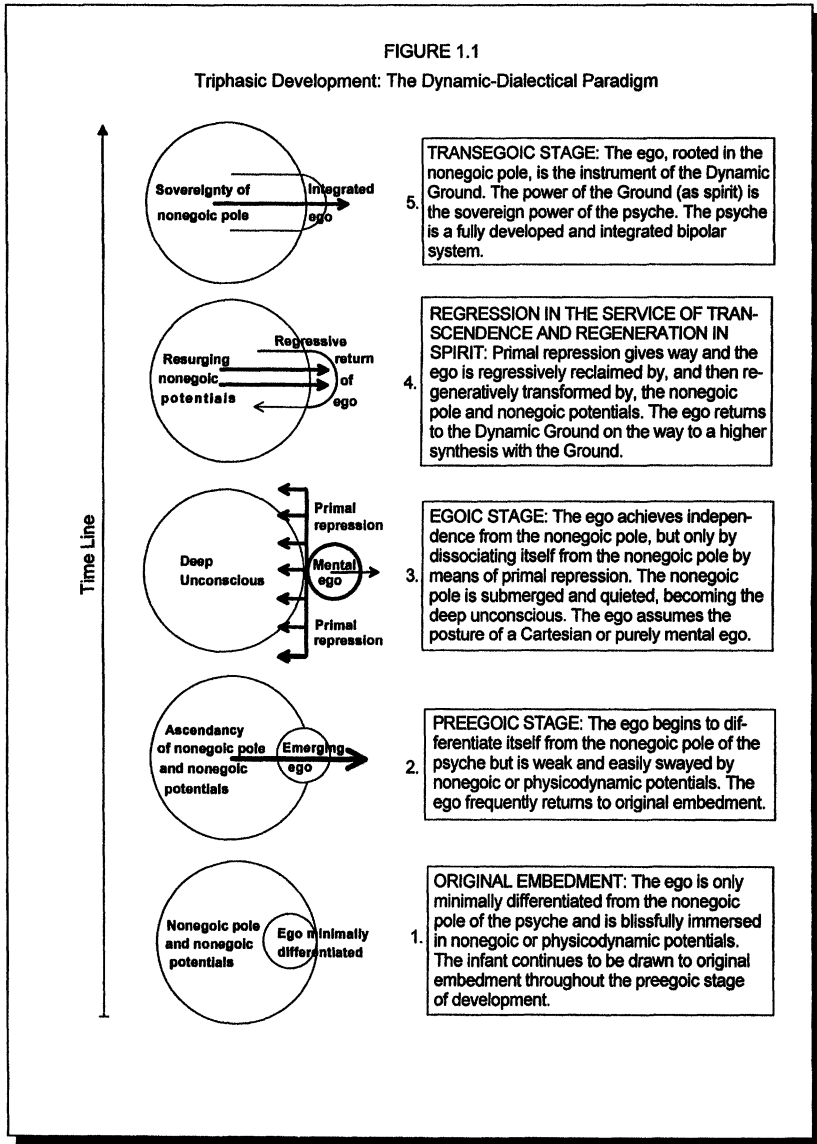 FIGURE 1.1
Triphasic Development: The Dynamic-Dialectical Paradigm
Time Line
Sovereignty of
nonegoic pole
Integrated
ego
5.
TRANSEGOIC STAGE: The ego, rooted in the
nonegoic pole, is the instrument of the Dynamic
Ground. The power of the Ground (as spirit) is
the sovereign power of the psyche. The psyche
is a fully developed and integrated bipolar
system.
Resurging
nonegoic
potentials
Regressive
return
of
ego
4.
REGRESSION IN THE SERVICE OF TRAN-
SCENDENCE AND REGENERATION IN
SPIRIT: Primal repression gives way and the
ego is regressively reclaimed by, and then re-
generatively transformed by, the nonegoic
pole and nonegoic potentials. The ego returns
to the Dynamic Ground on the way to a higher
synthesis with the Ground.
Deep
Unconscious
Primal
repression
Mental
ego
Primal
repression
3.
EGOIC STAGE: The ego achieves indepen-
dence from the nonegoic pole, but only by
dissociating itself from the nonegoic pole by
means of primal repression. The nonegoic
pole is submerged and quieted, becoming the
deep unconscious. The ego assumes the
posture of a Cartesian or purely mental ego.
Ascendancy
of nonegoic pole
and nonegoic
potentials
Emerging
ego
2.
PREEGOIC STAGE: The ego begins to dif-
ferentiate itself from the nonegoic pole of the
psyche but is weak and easily swayed by
nonegoic or physicodynamic potentials. The
ego frequently returns to original embedment.
Nonegoic pole
and nonegoic
potentials
Ego minimally
differentiated
1.
ORIGINAL EMBEDMENT: The ego is only
minimally differentiated from the nonegoic
pole of the psyche and is blissfully immersed
in nonegoic or physicodynamic potentials.
The infant continues to be drawn to original
embedment throughout the preegoic stage
of development.